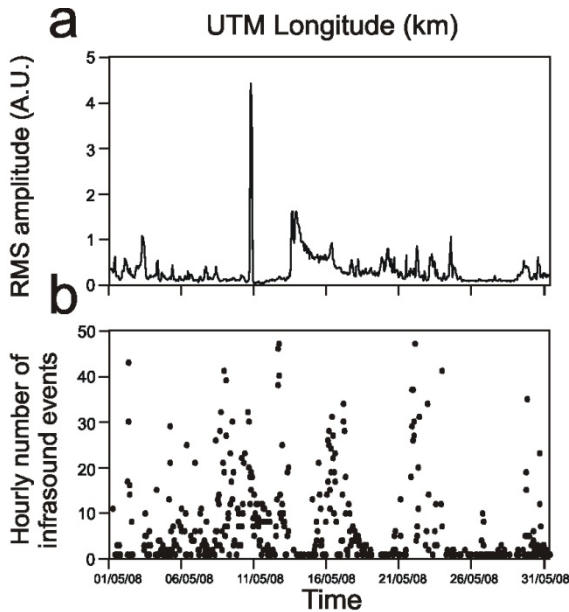 a
UTM Longitude (km)
RMS amplitude (A.U.)
5
4
3
2
1
0
b
Hourly number of
infrasound events
50
40
30
20
10
0
01/05/08 06/05/08 11/05/08 16/05/08 21/05/08 26/05/08 31/05/08
Time